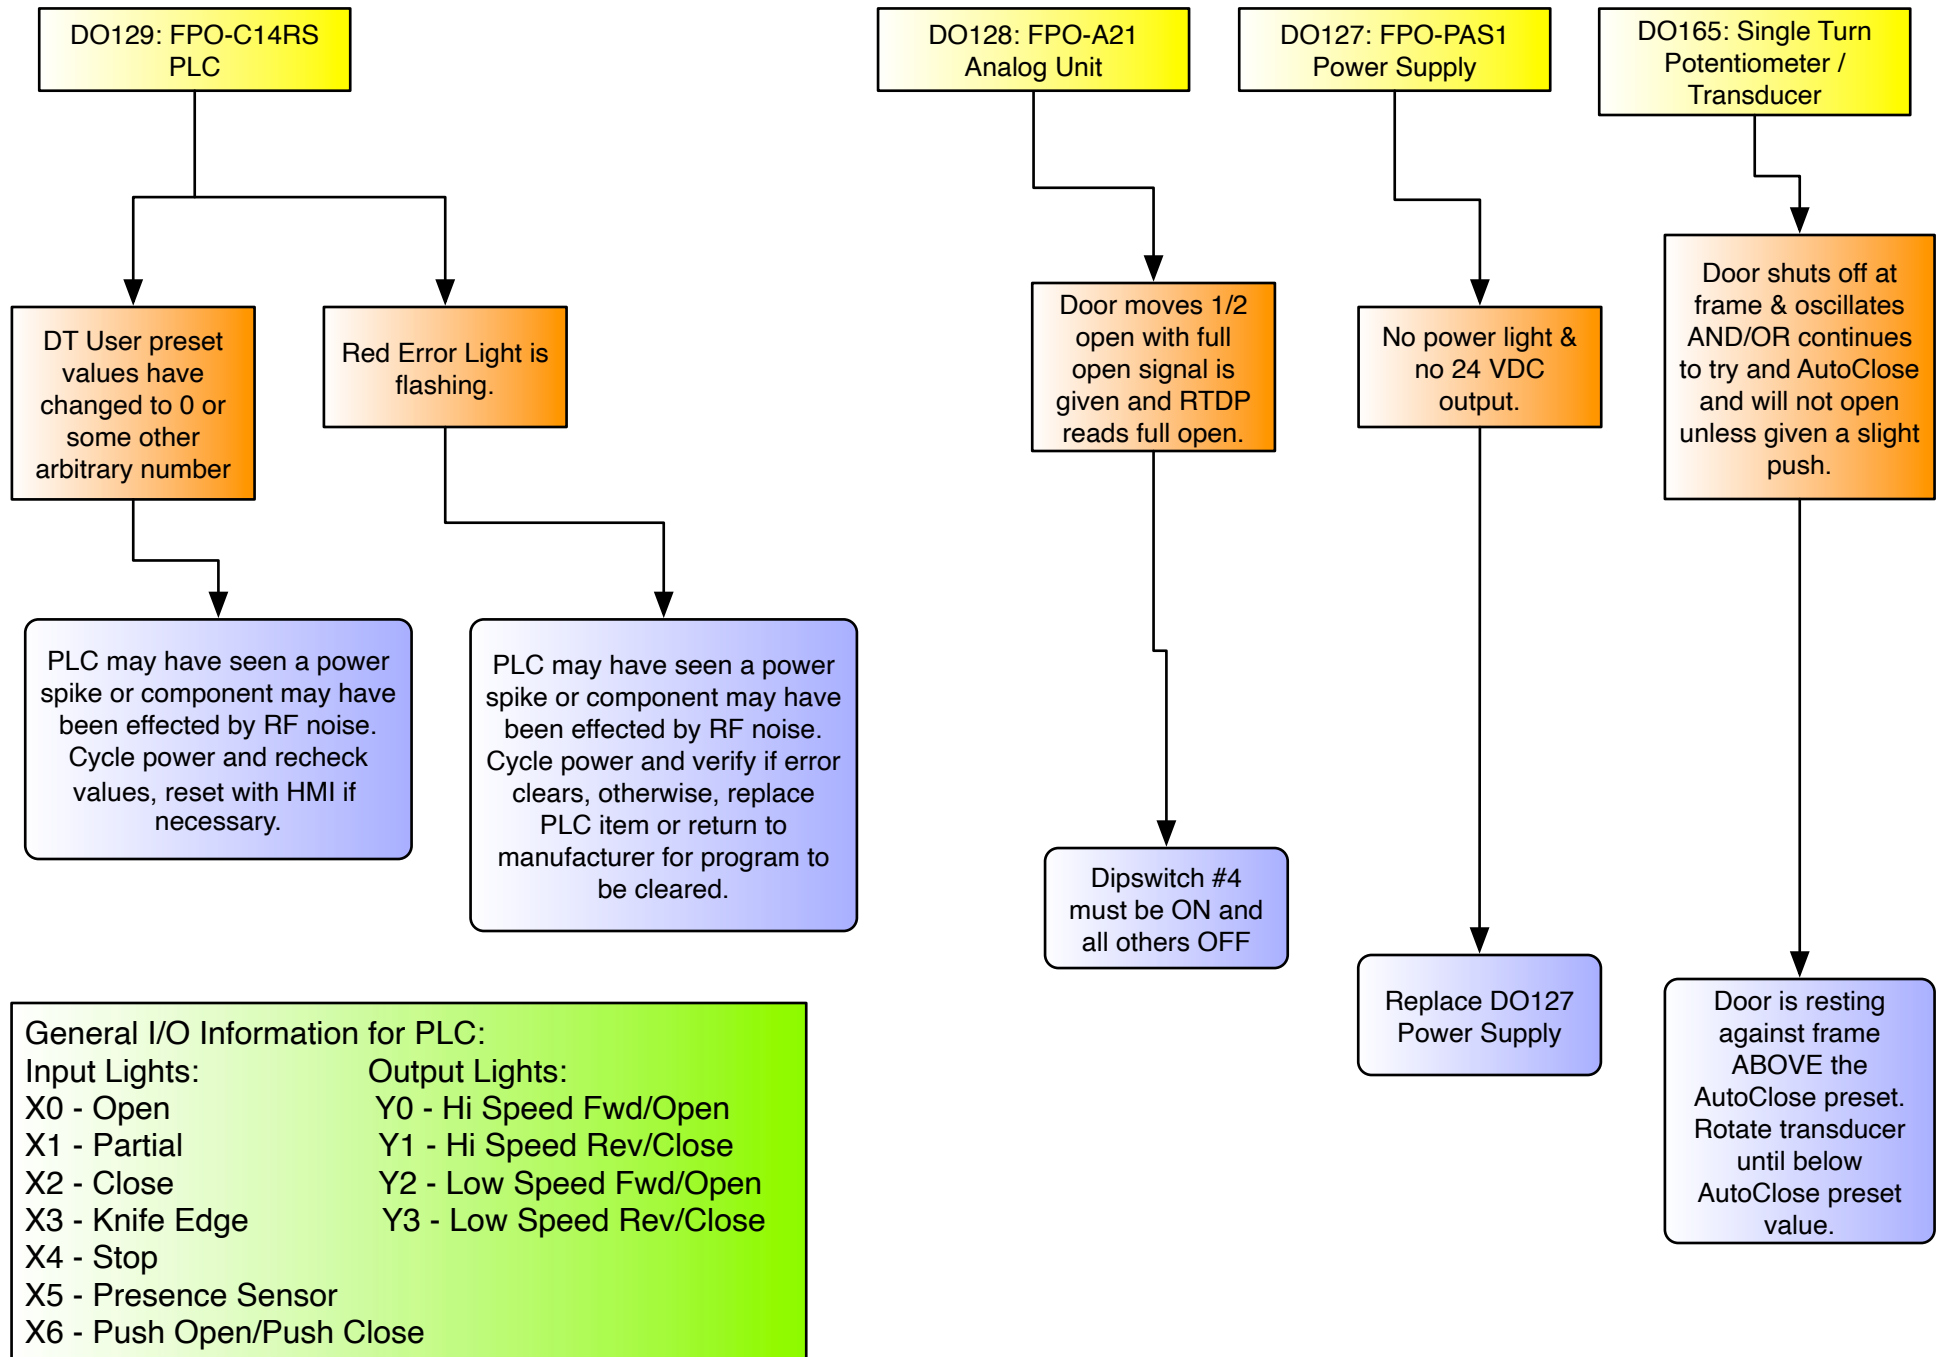 DO129: FPO-C14RS
PLC
DO128: FPO-A21
Analog Unit
DO127: FPO-PAS1
Power Supply
DO165: Single Turn
Potentiometer /
Transducer
DT User preset
values have
changed to 0 or
some other
arbitrary number
Red Error Light is
flashing.
Door moves 1/2
open with full
open signal is
given and RTDP
reads full open.
No power light &
no 24 VDC
output.
Door shuts off at
frame & oscillates
AND/OR continues
to try and AutoClose
and will not open
unless given a slight
push.
PLC may have seen a power
spike or component may have
been effected by RF noise.
Cycle power and recheck
values, reset with HMI if
necessary.
PLC may have seen a power
spike or component may have
been effected by RF noise.
Cycle power and verify if error
clears, otherwise, replace
PLC item or return to
manufacturer for program to
be cleared.
Dipswitch #4
must be ON and
all others OFF
Replace DO127
Power Supply
Door is resting
against frame
ABOVE the
AutoClose preset.
Rotate transducer
until below
AutoClose preset
value.
General I/O Information for PLC:
Input Lights: Output Lights:
X0 - Open Y0 - Hi Speed Fwd/Open
X1 - Partial Y1 - Hi Speed Rev/Close
X2 - Close Y2 - Low Speed Fwd/Open
X3 - Knife Edge Y3 - Low Speed Rev/Close
X4 - Stop
X5 - Presence Sensor
X6 - Push Open/Push Close